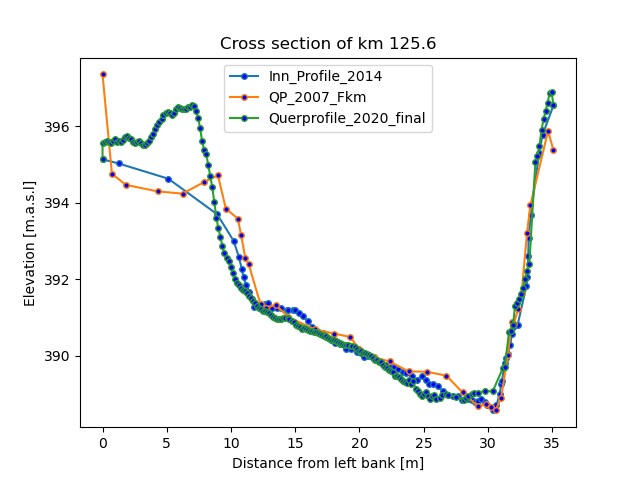 Cross section of km 125.6
Inn_Profile_2014
QP_2007_Fkm
Querprofile_2020_final
396
394
392
390
Elevation [m.a.s.l]
0 5 10 15 20 25 30 35
Distance from left bank [m]